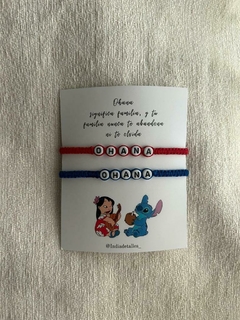 Ohana
significa familia, y tu
familia nunca te abandona
ni te olvida
OHANA
OHANA